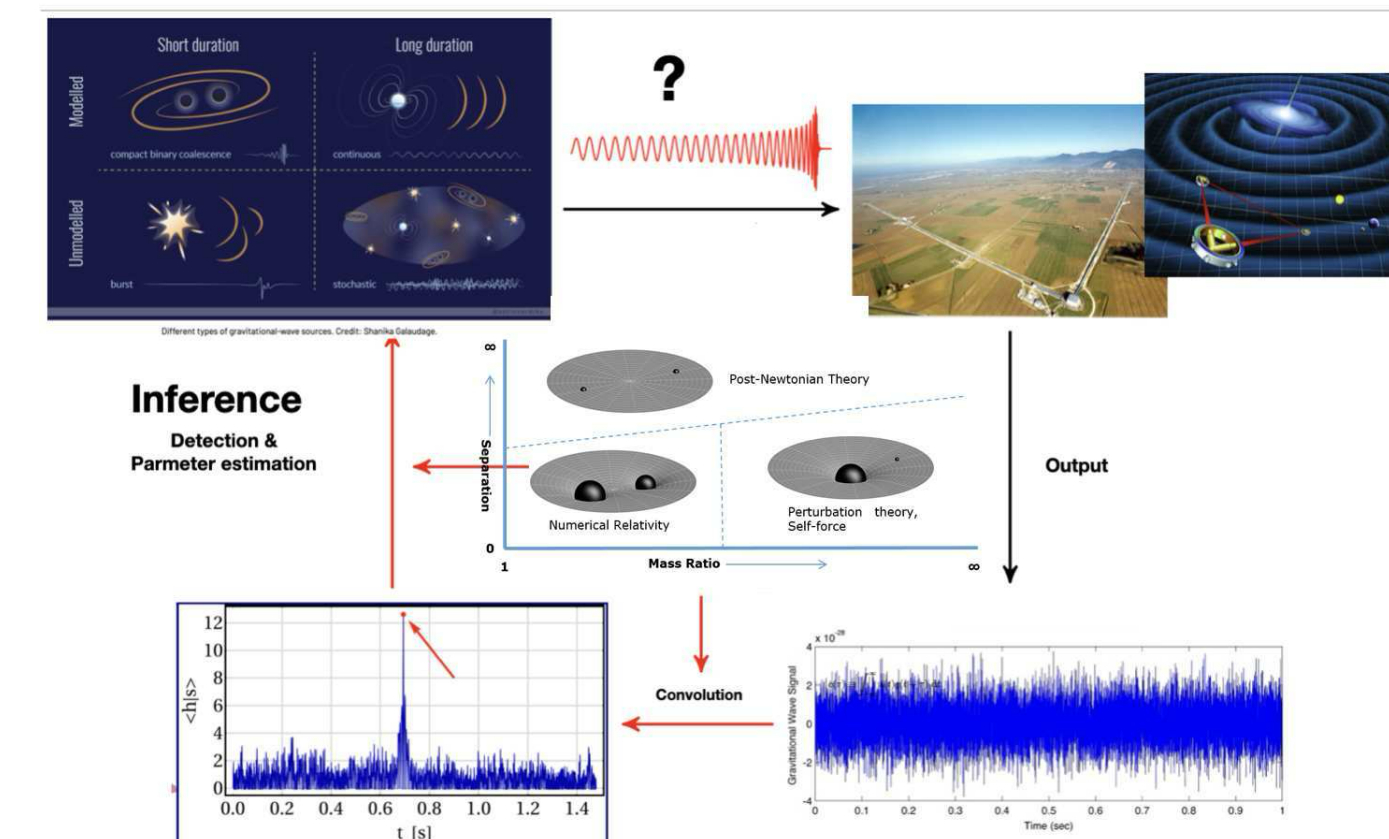 Short duration
Long duration
Modelled
compact binary coalescence
continuous
Unmodelled
burst
stochastic
Different types of gravitational-wave sources. Credit: Shanika Galaudage.
?
Inference
Detection &
Parmeter estimation
∞
Separation
0
1
Mass Ratio
∞
Post-Newtonian Theory
Numerical Relativity
Perturbation theory,
Self-force
Output
Convolution
<h|s>
12
10
8
6
4
2
0
0.0 0.2 0.4 0.6 0.8 1.0 1.2 1.4
t [s]
x 10^-28
Gravitational Wave Signal
4
2
0
-2
-4
0 0.1 0.2 0.3 0.4 0.5 0.6 0.7 0.8 0.9 1
Time (sec)